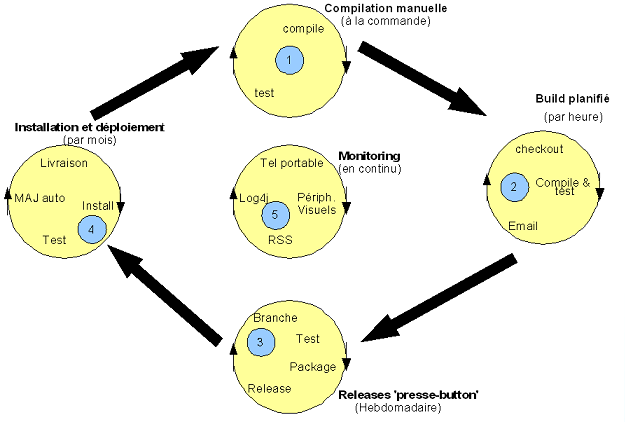 Compilation manuelle
(à la commande)
compile
1
test
Build planifié
(par heure)
checkout
2
Compile &
test
Email
Installation et déploiement
(par mois)
Livraison
MAJ auto
Install
Test
4
Monitoring
(en continu)
Tel portable
Log4j
Périph.
Visuels
5
RSS
Branche
3
Test
Package
Release
Releases 'presse-button'
(Hebdomadaire)